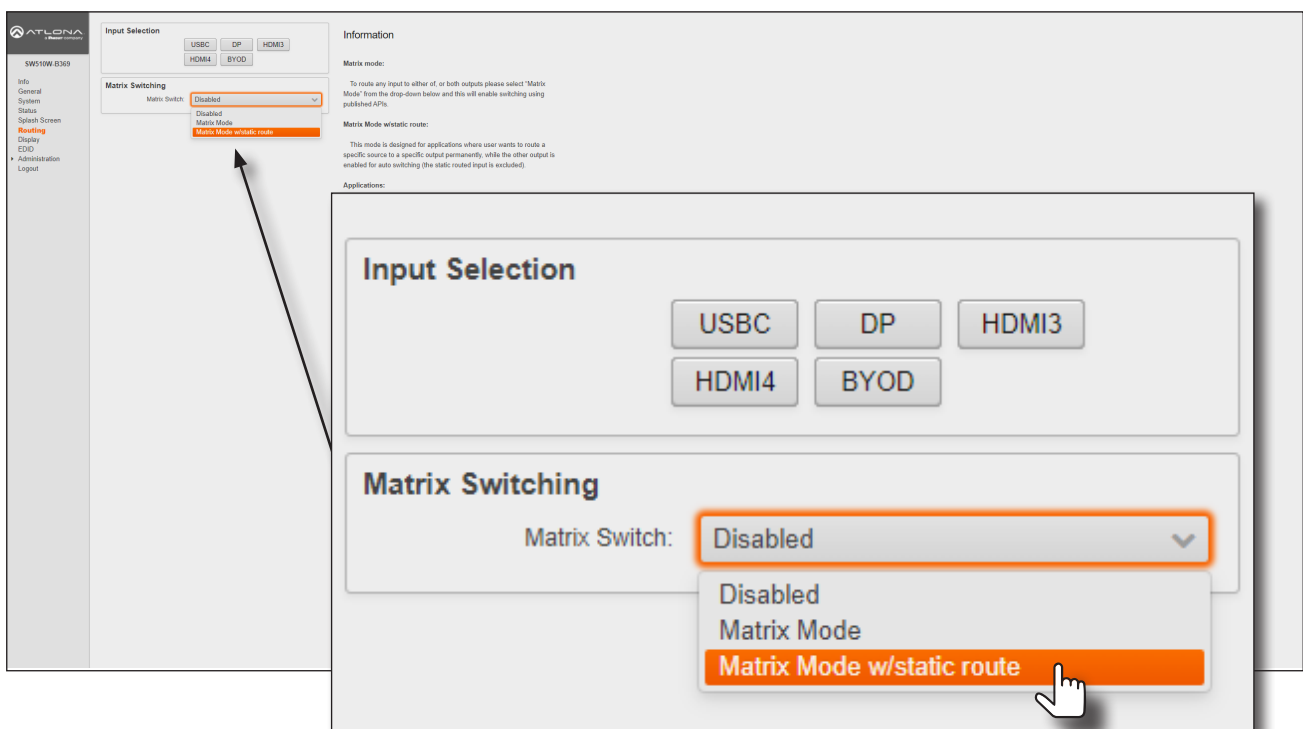 ATLONA
a Panduit company
SW510W-B369
Info
General
System
Status
Splash Screen
Routing
Display
EDID
Administration
Logout
Input Selection
USBC DP HDMI3
HDMI4 BYOD
Matrix Switching
Matrix Switch: Disabled
Disabled
Matrix Mode
Matrix Mode w/static route
Information
Matrix mode:
To route any input to either of, or both outputs please select "Matrix
Mode" from the drop-down below and this will enable switching using
published APIs.
Matrix Mode w/static route:
This mode is designed for applications where user wants to route a
specific source to a specific output permanently, while the other output is
enabled for auto switching (the static routed input is excluded).
Applications:
Input Selection
USBC DP HDMI3
HDMI4 BYOD
Matrix Switching
Matrix Switch: Disabled
Disabled
Matrix Mode
Matrix Mode w/static route